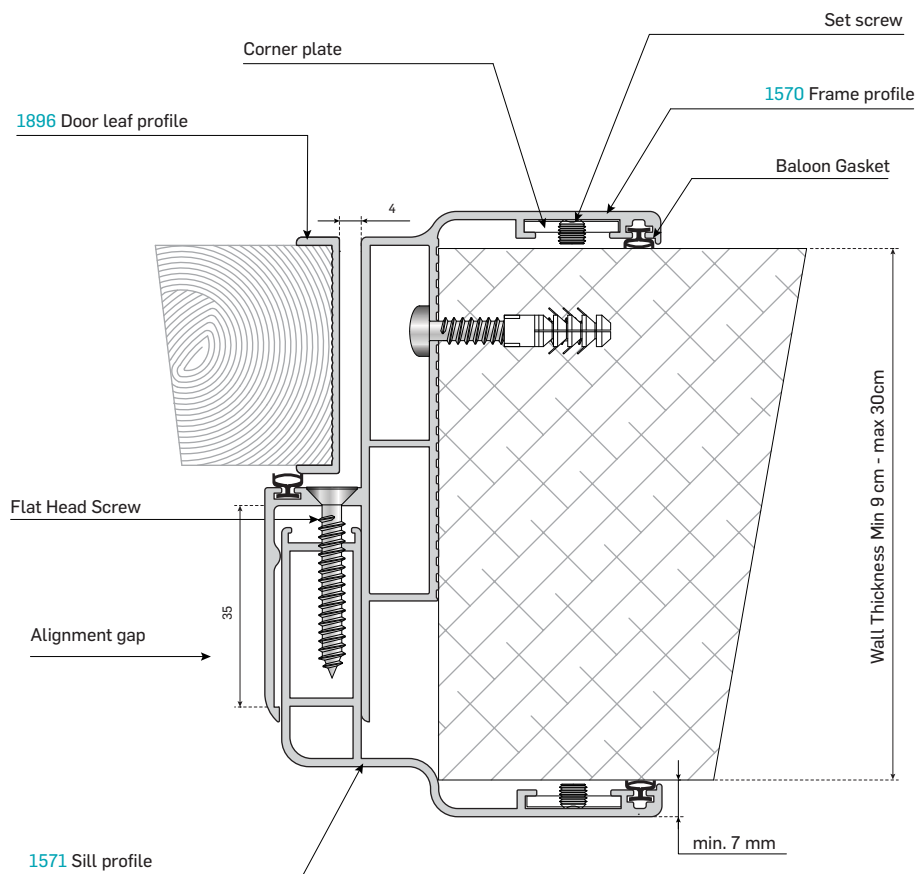 Set screw
Corner plate
1570 Frame profile
1896 Door leaf profile
Baloon Gasket
4
Wall Thickness Min 9 cm - max 30cm
Flat Head Screw
35
Alignment gap
min. 7 mm
1571 Sill profile